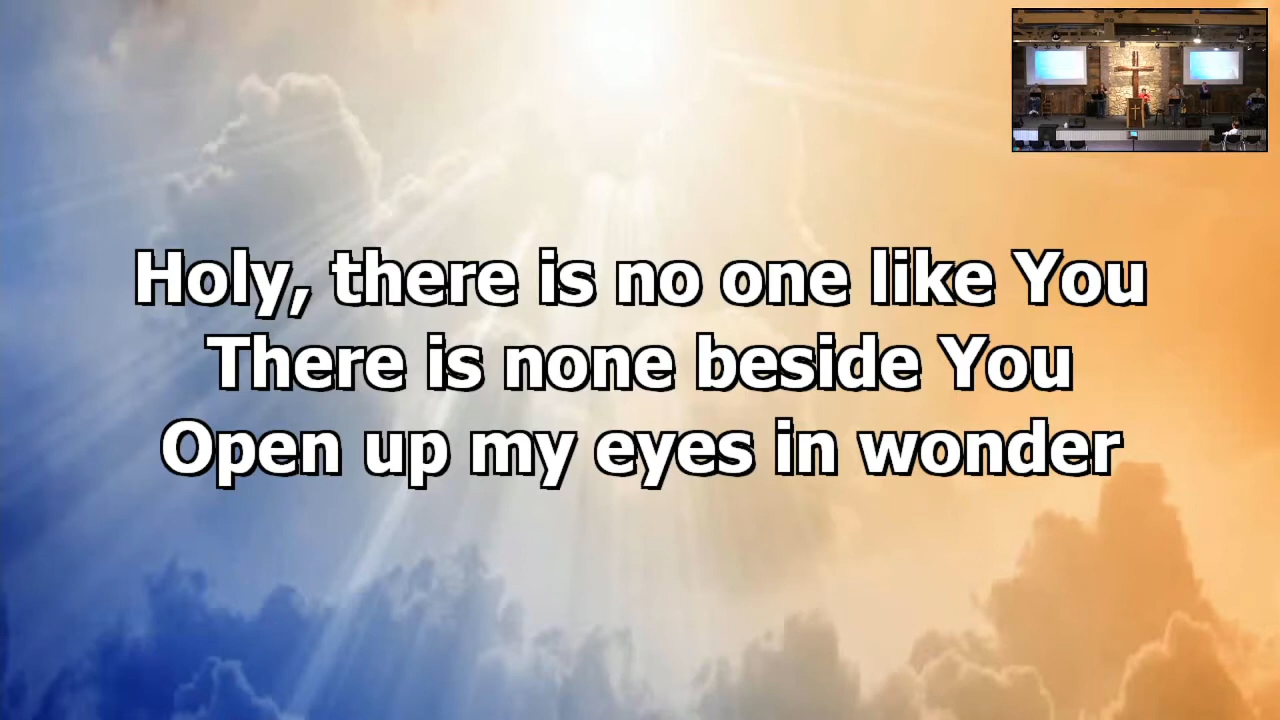 Holy, there is no one like You
There is none beside You
Open up my eyes in wonder